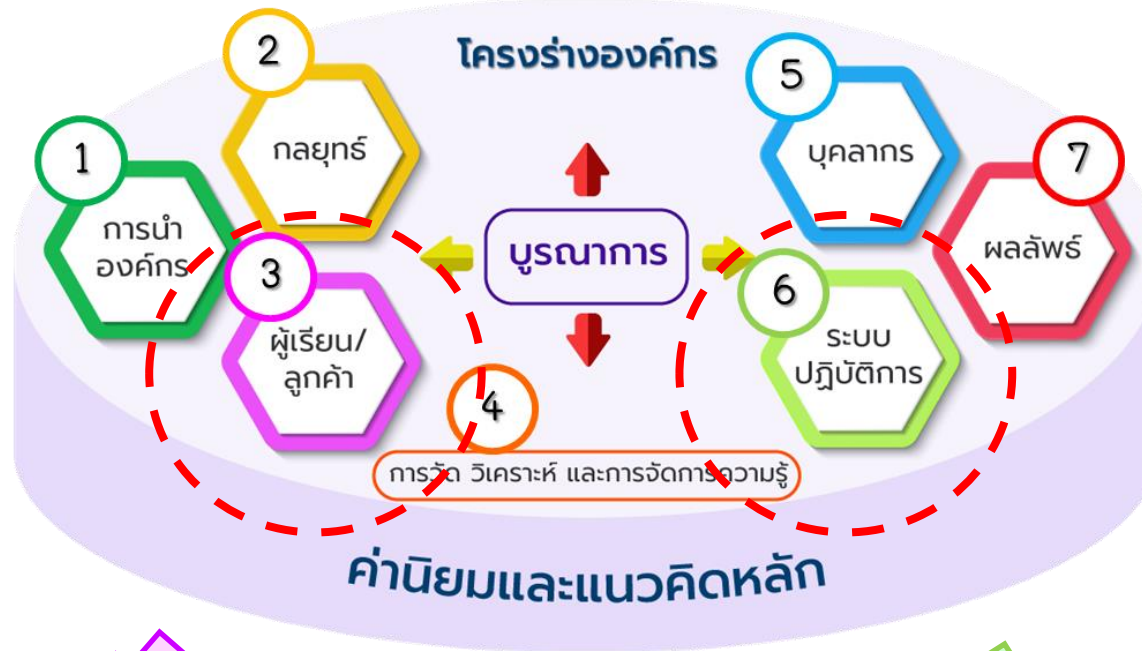 โครงร่างองค์กร
1
การนำ
องค์กร
2
กลยุทธ์
3
ผู้เรียน/
ลูกค้า
บูรณาการ
4
การวัด วิเคราะห์ และการจัดการความรู้
5
บุคลากร
6
ระบบ
ปฏิบัติการ
7
ผลลัพธ์
ค่านิยมและแนวคิดหลัก